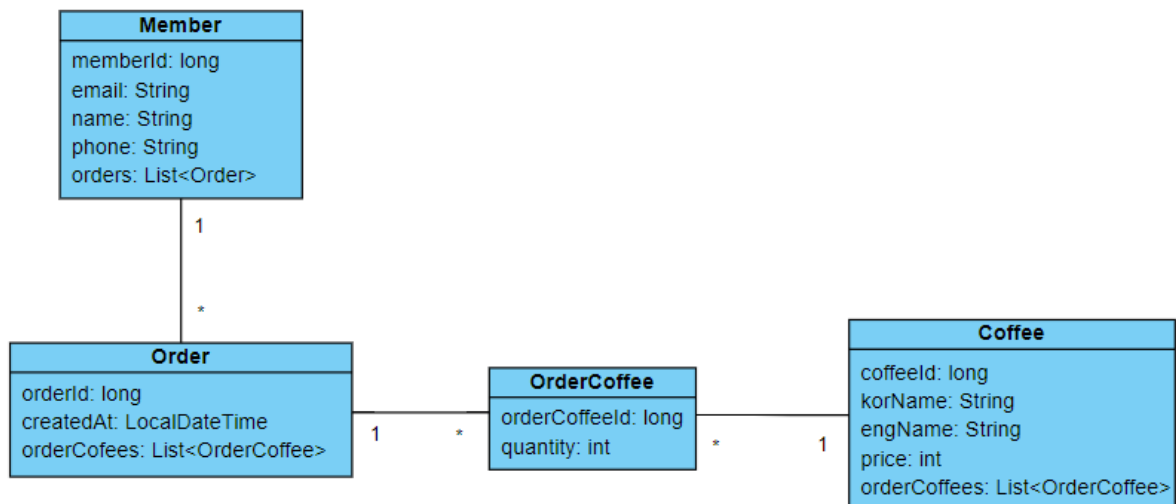 Member
memberId: long
email: String
name: String
phone: String
orders: List<Order>
1
*
Order
orderId: long
createdAt: LocalDateTime
orderCofees: List<OrderCoffee>
1
*
OrderCoffee
orderCoffeeId: long
quantity: int
*
1
Coffee
coffeeId: long
korName: String
engName: String
price: int
orderCoffees: List<OrderCoffee>